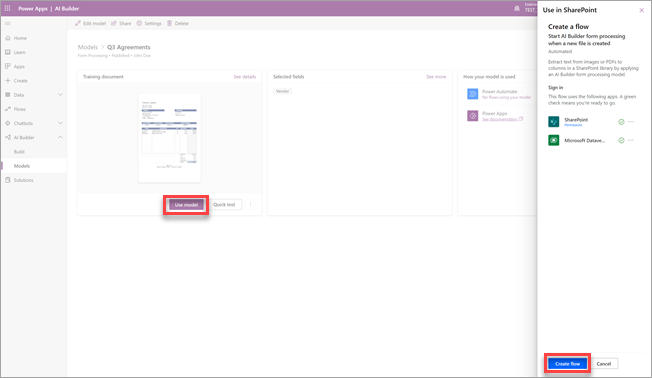 Power Apps | AI Builder
Environ
TEST
Edit model
Share
Settings
Delete
Home
Learn
Apps
Create
Data
Flows
Chatbots
AI Builder
Build
Models
Solutions
Models > Q3 Agreements
Form Processing • Published • John Doe
Training document
See details
Use model
Quick test
Selected fields
See more
Vendor
How your model is used
Power Automate
No flows using your model
Power Apps
See documentation
Use in SharePoint
Create a flow
Start AI Builder form processing
when a new file is created
Automated
Extract text from images or PDFs to
columns in a SharePoint library by applying
an AI Builder form processing model.
Sign in
This flow uses the following apps. A green
check means you're ready to go.
SharePoint
Permissions
Microsoft Datave...
Create flow
Cancel